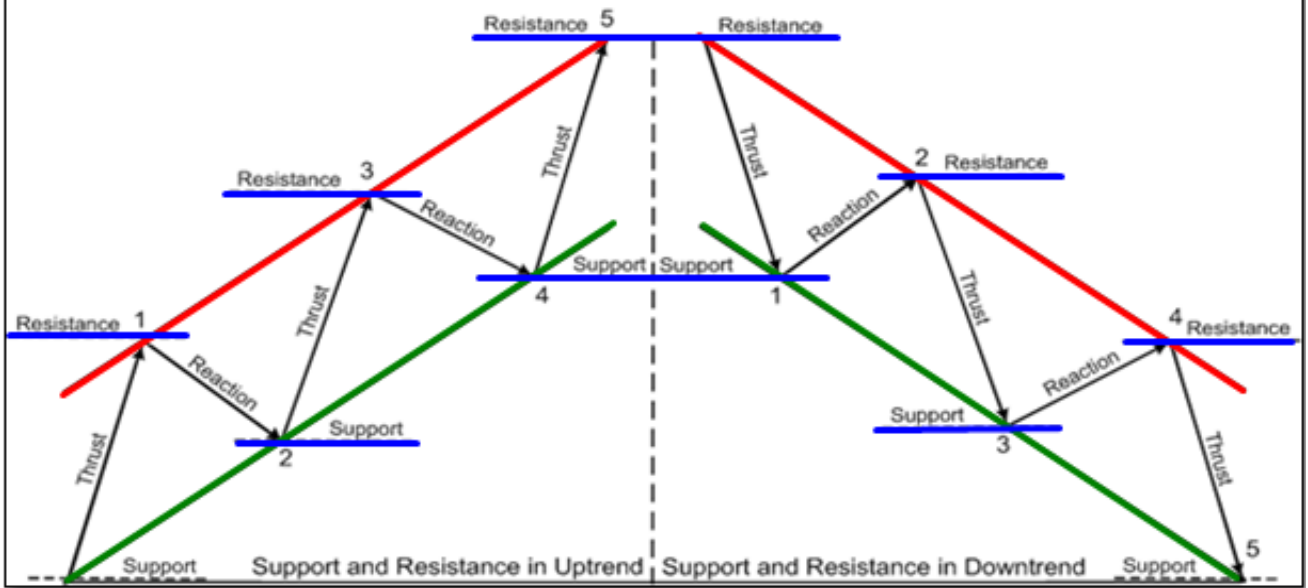 Resistance 5 Resistance
Thrust Thrust
Resistance 3 2 Resistance
Reaction Reaction
Support Support
4 1
Thrust Thrust
Resistance 1 4 Resistance
Reaction Reaction
Support Support
2 3
Thrust Thrust
5
Support Support and Resistance in Uptrend Support and Resistance in Downtrend Support